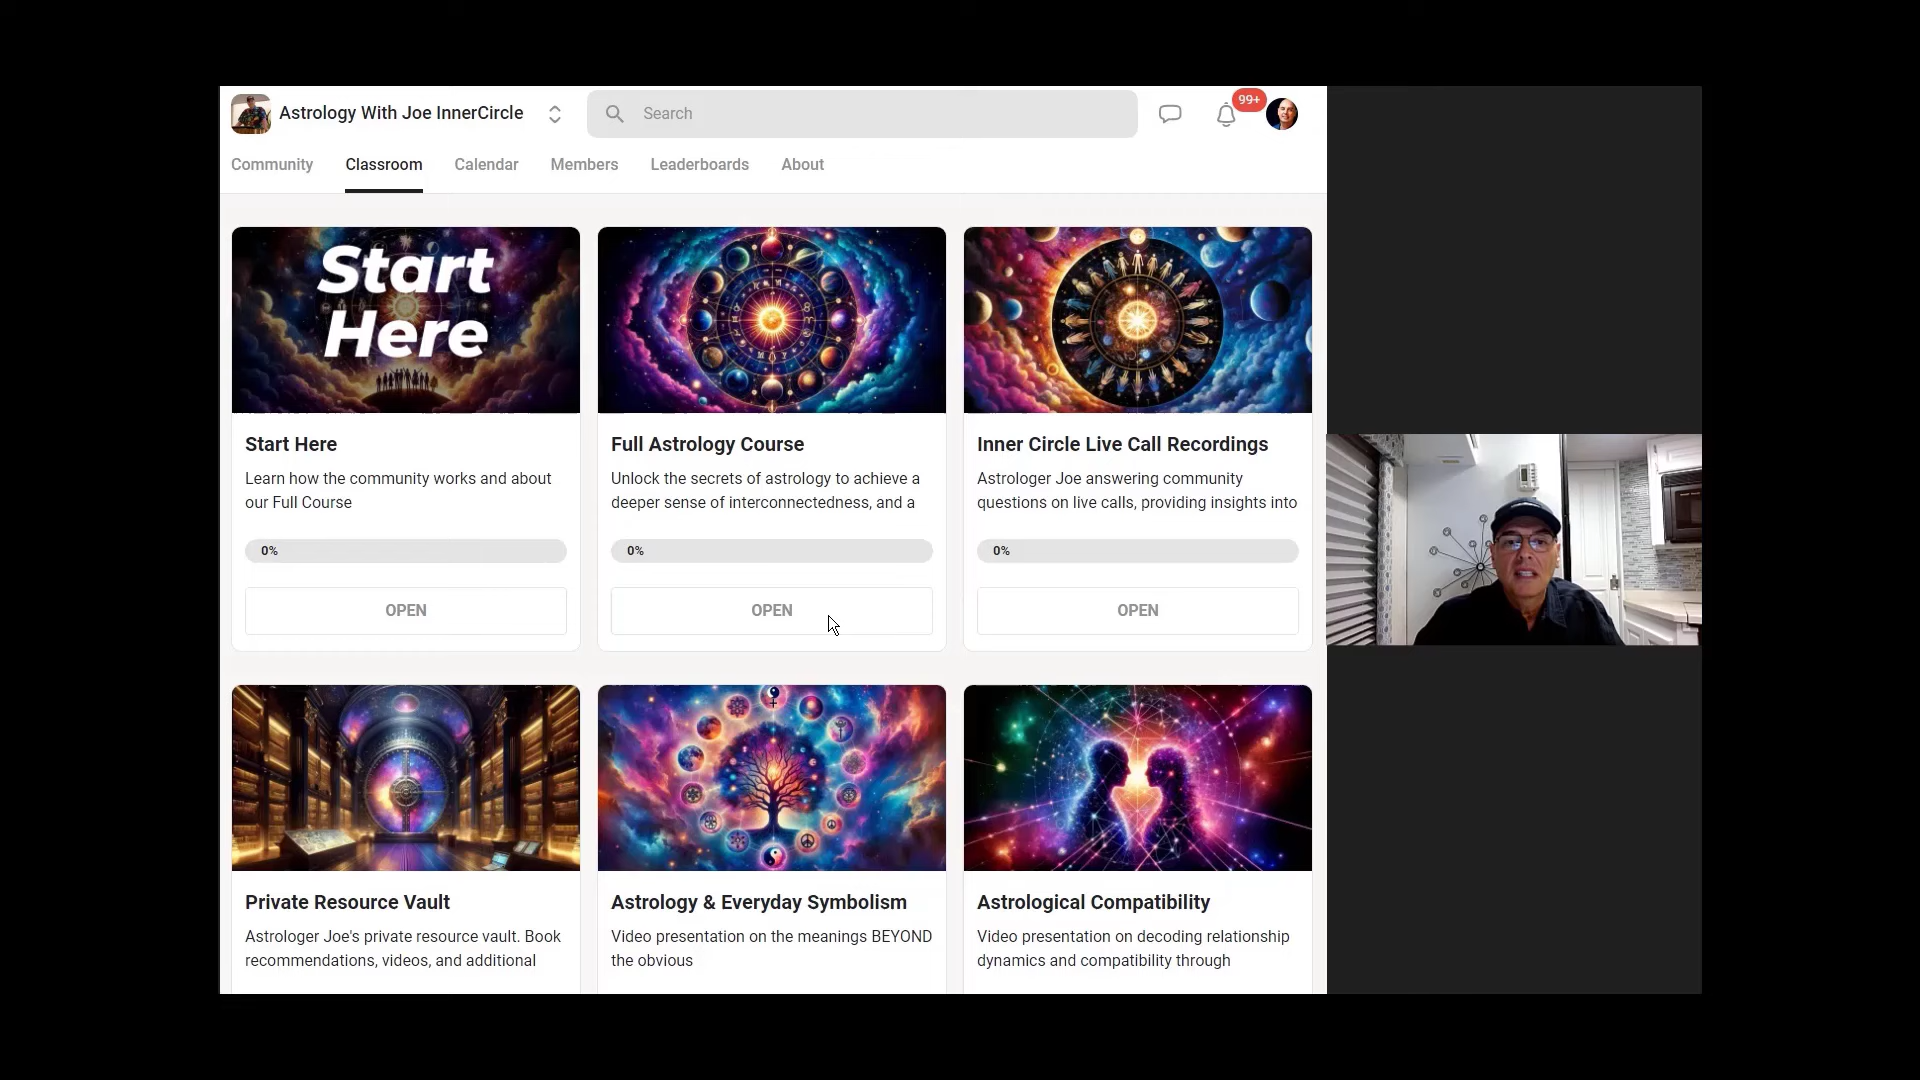 Astrology With Joe InnerCircle
Search
99+
Community Classroom Calendar Members Leaderboards About
Start
Here
Start Here
Learn how the community works and about
our Full Course
0%
OPEN
Full Astrology Course
Unlock the secrets of astrology to achieve a
deeper sense of interconnectedness, and a
0%
OPEN
Inner Circle Live Call Recordings
Astrologer Joe answering community
questions on live calls, providing insights into
0%
OPEN
Private Resource Vault
Astrologer Joe's private resource vault. Book
recommendations, videos, and additional
Astrology & Everyday Symbolism
Video presentation on the meanings BEYOND
the obvious
Astrological Compatibility
Video presentation on decoding relationship
dynamics and compatibility through